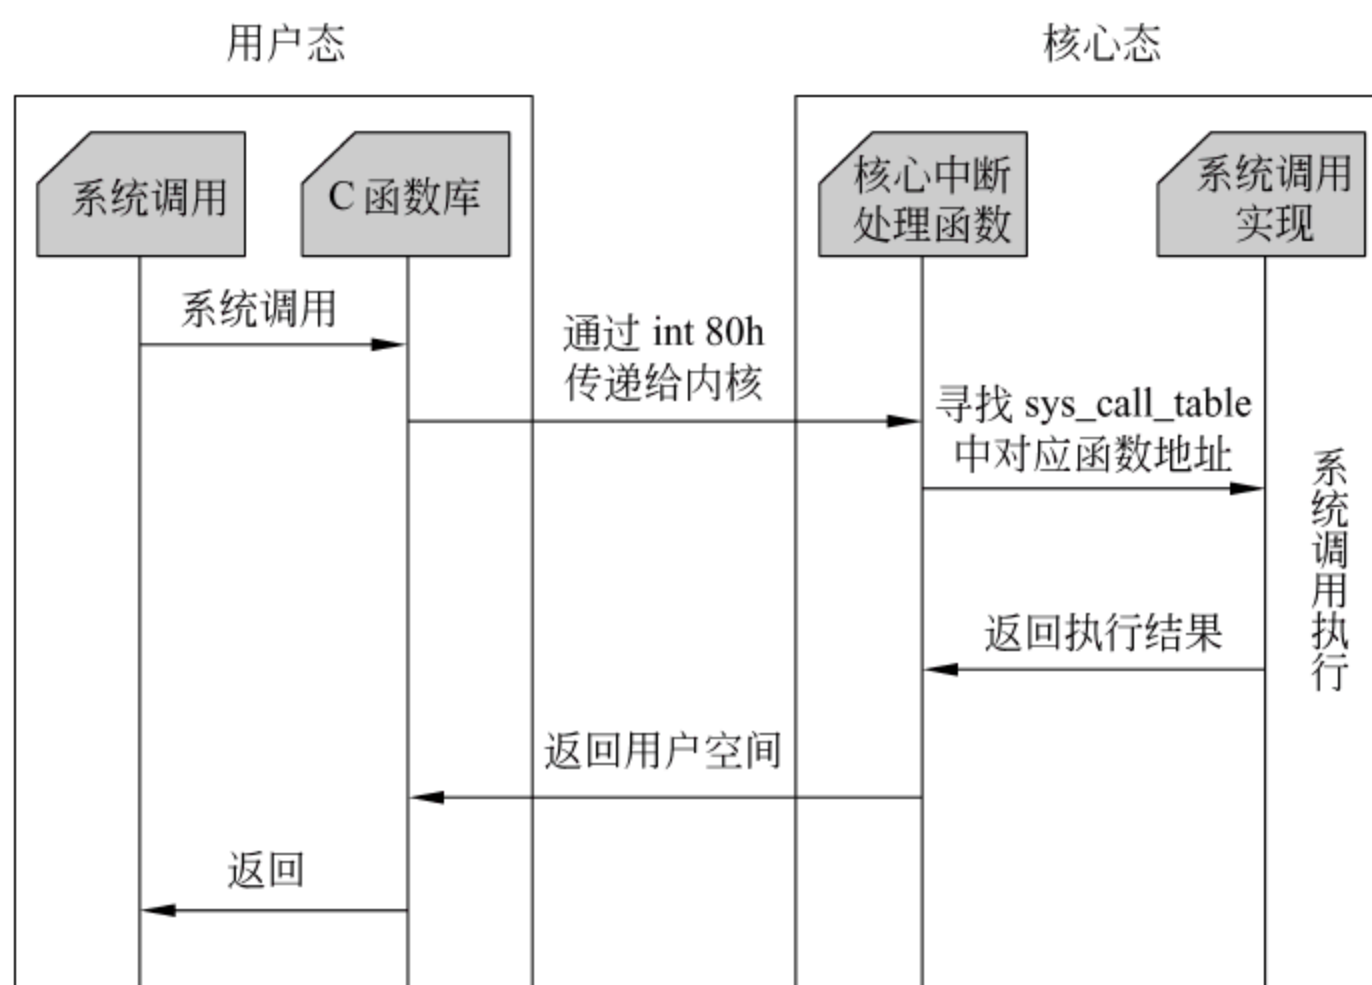 用户态
核心态
系统调用
C 函数库
核心中断
处理函数
系统调用
实现
系统调用
通过 int 80h
传递给内核
寻找 sys_call_table
中对应函数地址
系统调用执行
返回执行结果
返回用户空间
返回